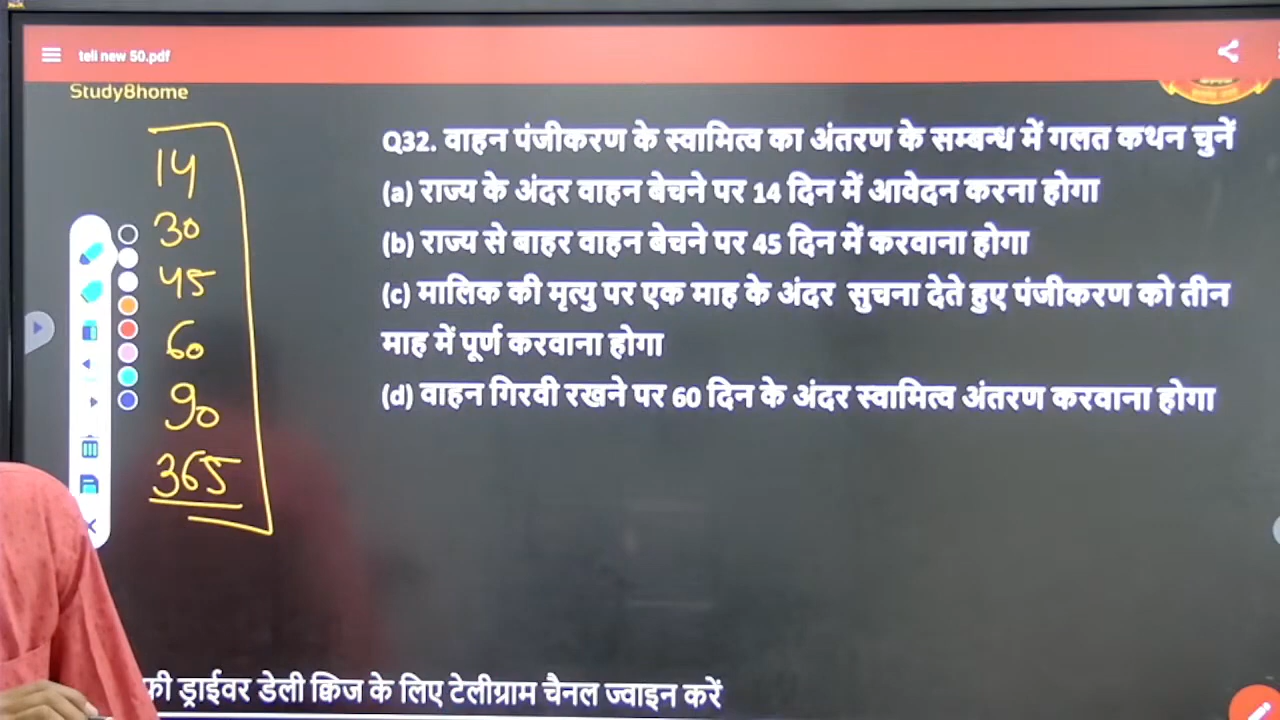 tell new 50.pdf
Study8home
14
30
45
60
90
365
Q32. वाहन पंजीकरण के स्वामित्व का अंतरण के सम्बन्ध में गलत कथन चुनें
(a) राज्य के अंदर वाहन बेचने पर 14 दिन में आवेदन करना होगा
(b) राज्य से बाहर वाहन बेचने पर 45 दिन में करवाना होगा
(c) मालिक की मृत्यु पर एक माह के अंदर सुचना देते हुए पंजीकरण को तीन
माह में पूर्ण करवाना होगा
(d) वाहन गिरवी रखने पर 60 दिन के अंदर स्वामित्व अंतरण करवाना होगा
फ्री ड्राईवर डेली क्विज के लिए टेलीग्राम चैनल ज्वाइन करें